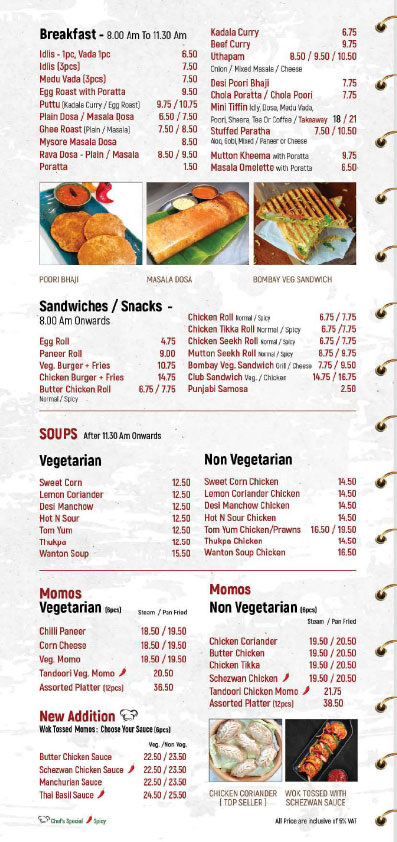 Breakfast - 8.00 Am To 11.30 Am
Idlis - 1pc, Vada 1pc 6.50
Idlis (3pcs) 7.50
Medu Vada (3pcs) 7.50
Egg Roast with Poratta 9.50
Puttu (Kadala Curry / Egg Roast) 9.75 / 10.75
Plain Dosa / Masala Dosa 6.50 / 7.50
Ghee Roast (Plain / Masala) 7.50 / 8.50
Mysore Masala Dosa 8.50
Rava Dosa - Plain / Masala 8.50 / 9.50
Poratta 1.50
Kadala Curry 6.75
Beef Curry 9.75
Uthapam 8.50 / 9.50 / 10.50
Onion / Mixed Masala / Cheese
Desi Poori Bhaji 7.75
Chola Poratta / Chola Poori 7.75
Mini Tiffin Idly, Dosa, Medu Vada,
Poori, Sheera, Tea Or Coffee / Takeaway 18 / 21
Stuffed Paratha 7.50 / 10.50
Aloo, Gobi, Mixed / Paneer or Cheese
Mutton Kheema with Poratta 9.75
Masala Omelette with Poratta 6.50
POORI BHAJI
MASALA DOSA
BOMBAY VEG SANDWICH
Sandwiches / Snacks -
8.00 Am Onwards
Egg Roll 4.75
Paneer Roll 9.00
Veg. Burger + Fries 10.75
Chicken Burger + Fries 14.75
Butter Chicken Roll 6.75 / 7.75
Normal / Spicy
Chicken Roll Normal / Spicy 6.75 / 7.75
Chicken Tikka Roll Normal / Spicy 6.75 /7.75
Chicken Seekh Roll Normal / Spicy 6.75 / 7.75
Mutton Seekh Roll Normal / Spicy 8.75 / 9.75
Bombay Veg. Sandwich Grill / Cheese 7.75 / 9.50
Club Sandwich Veg. / Chicken 14.75 / 16.75
Punjabi Samosa 2.50
SOUPS After 11.30 Am Onwards
Vegetarian
Sweet Corn 12.50
Lemon Coriander 12.50
Desi Manchow 12.50
Hot N Sour 12.50
Tom Yum 12.50
Thukpa 12.50
Wanton Soup 15.50
Non Vegetarian
Sweet Corn Chicken 14.50
Lemon Coriander Chicken 14.50
Desi Manchow Chicken 14.50
Hot N Sour Chicken 14.50
Tom Yum Chicken/Prawns 16.50 / 19.50
Thukpa Chicken 14.50
Wanton Soup Chicken 16.50
Momos
Vegetarian (6pcs) Steam / Pan Fried
Chilli Paneer 18.50 / 19.50
Corn Cheese 18.50 / 19.50
Veg. Momo 18.50 / 19.50
Tandoori Veg. Momo 20.50
Assorted Platter (12pcs) 36.50
Momos
Non Vegetarian (6pcs)
Steam / Pan Fried
Chicken Coriander 19.50 / 20.50
Butter Chicken 19.50 / 20.50
Chicken Tikka 19.50 / 20.50
Schezwan Chicken 19.50 / 20.50
Tandoori Chicken Momo 21.75
Assorted Platter (12pcs) 38.50
New Addition
Wok Tossed Momos : Choose Your Sauce (6pcs)
Veg. /Non Veg.
Butter Chicken Sauce 22.50 / 23.50
Schezwan Chicken Sauce 22.50 / 23.50
Manchurian Sauce 22.50 / 23.50
Thai Basil Sauce 24.50 / 25.50
CHICKEN CORIANDER
[ TOP SELLER ]
WOK TOSSED WITH
SCHEZWAN SAUCE
Chef's Special Spicy
All Price are inclusive of 5% VAT